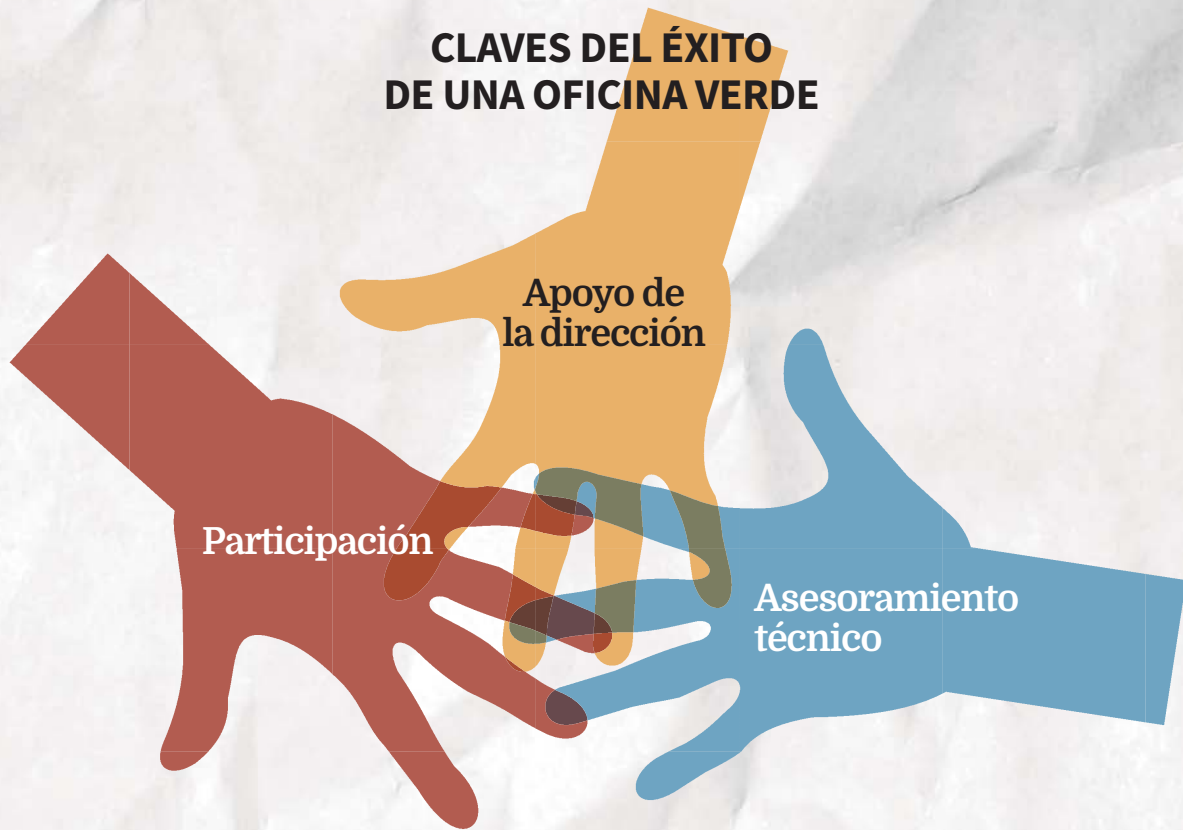 CLAVES DEL ÉXITO
DE UNA OFICINA VERDE
Apoyo de
la dirección
Participación
Asesoramiento
técnico